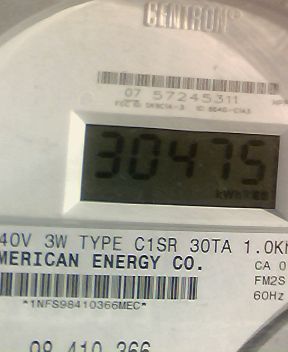 CENTRON®
07 57245311
30475
kWh
40V 3W TYPE C1SR 30TA 1.0K
MERICAN ENERGY CO.
CA 0
FM2S
60Hz
*1NFS98410366MEC*
98 410 366